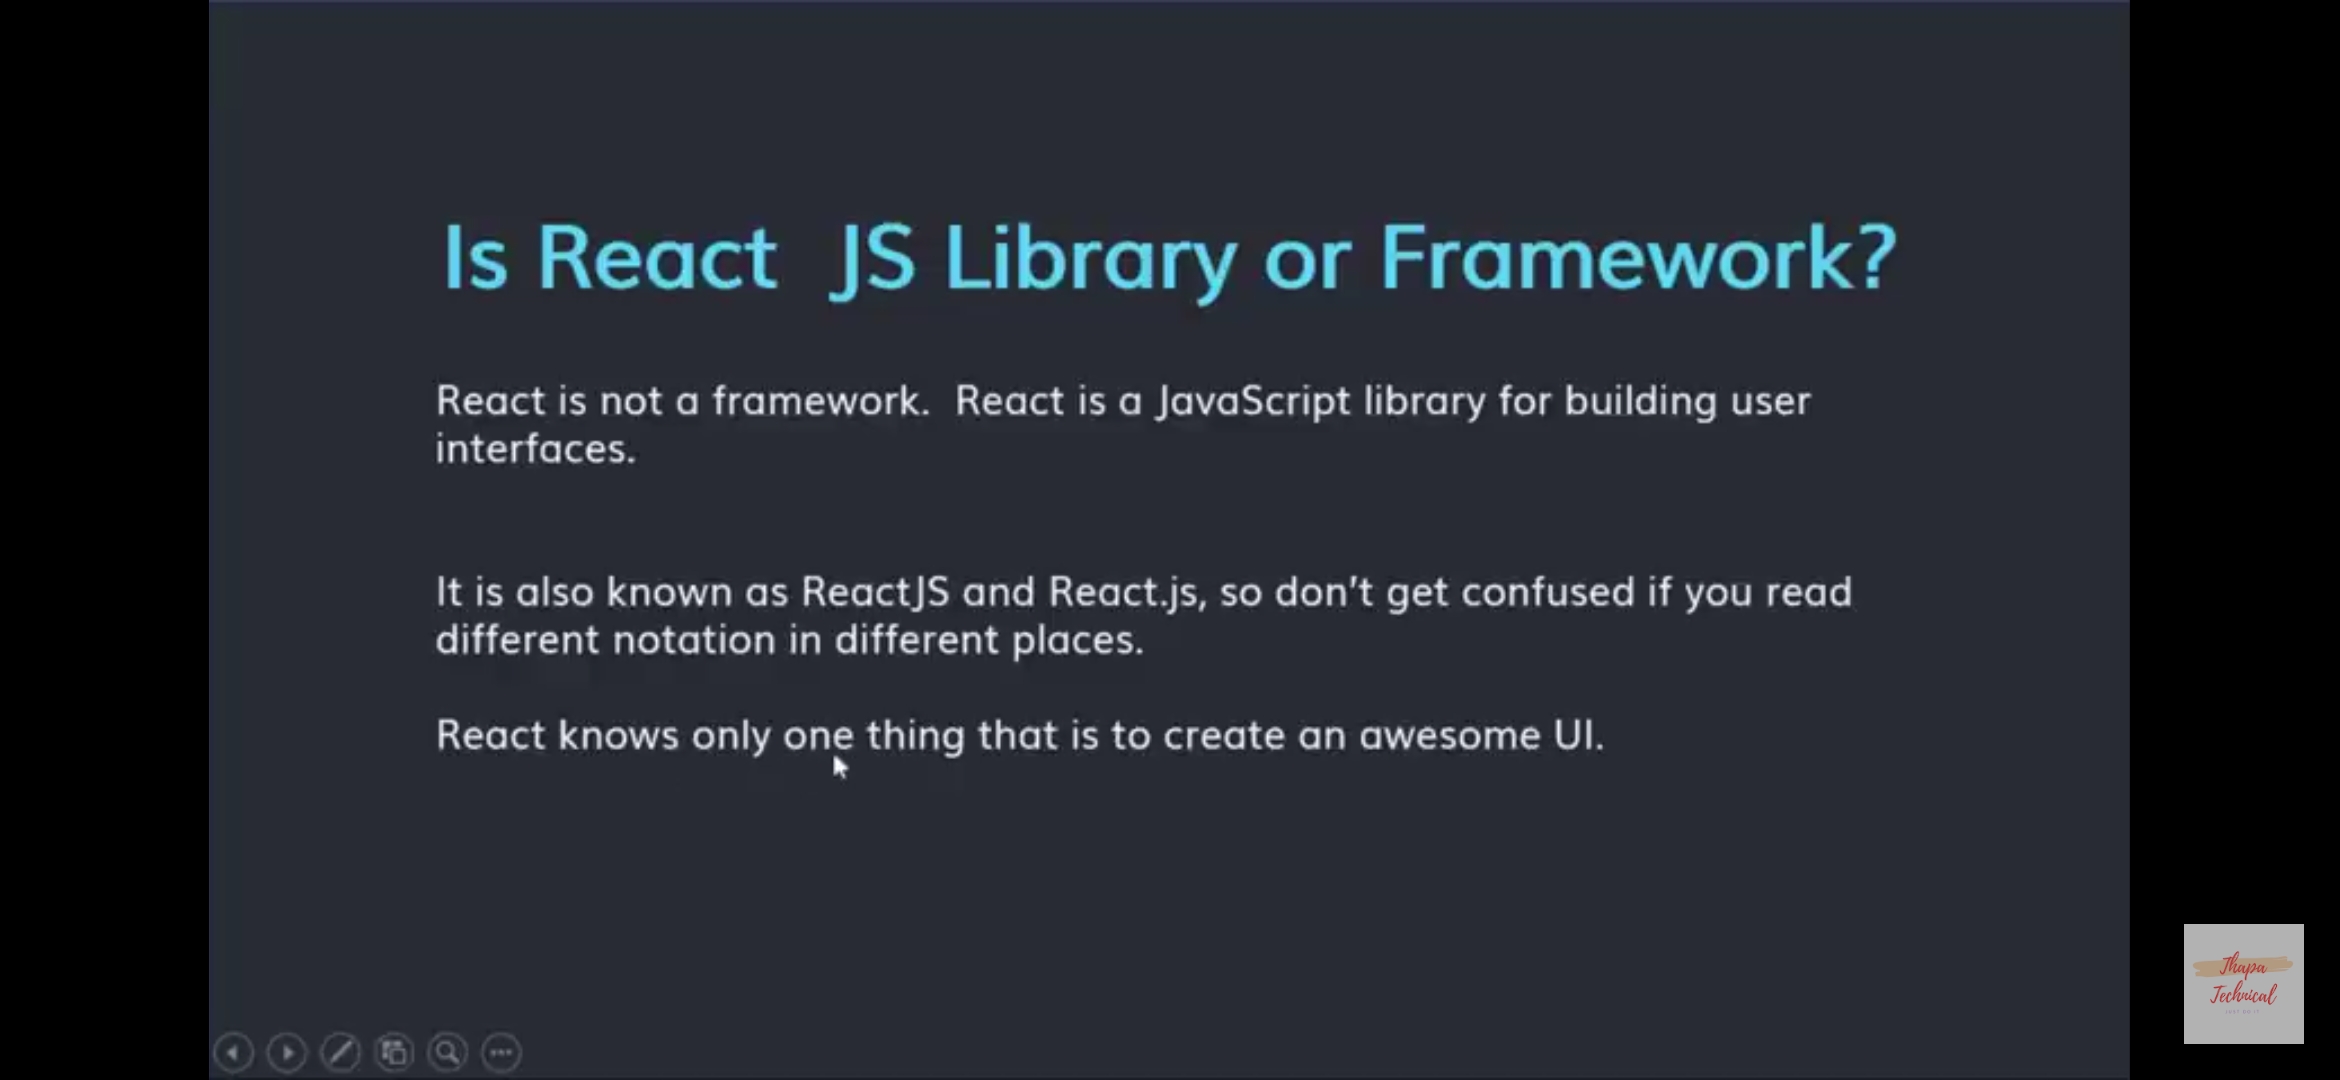 Is React JS Library or Framework?
React is not a framework. React is a JavaScript library for building user
interfaces.
It is also known as ReactJS and React.js, so don't get confused if you read
different notation in different places.
React knows only one thing that is to create an awesome UI.
Thapa
Technical